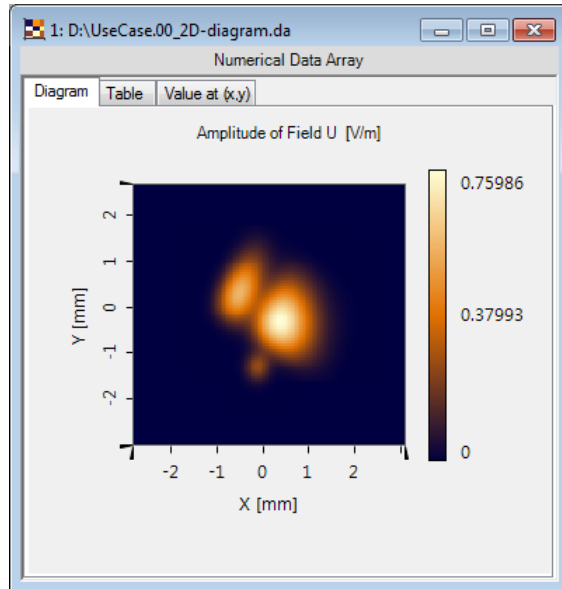 1: D:\UseCase.00_2D-diagram.da
Numerical Data Array
Diagram Table Value at (x,y)
Amplitude of Field U [V/m]
0.75986
0.37993
0
2
1
0
-1
-2
Y [mm]
-2 -1 0 1 2
X [mm]